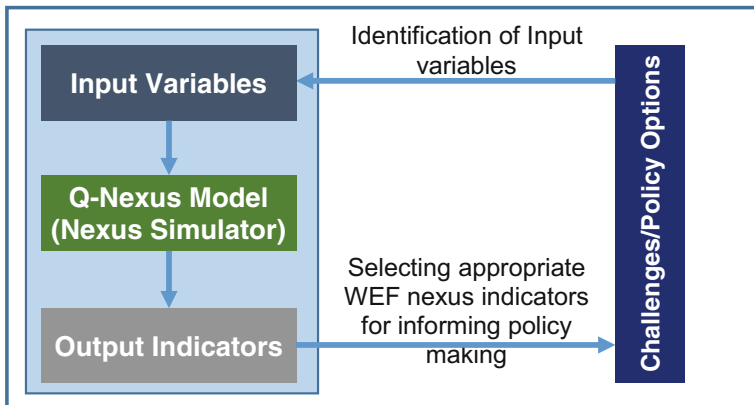 Identification of Input
variables
Input Variables
Q-Nexus Model
(Nexus Simulator)
Output Indicators
Selecting appropriate
WEF nexus indicators
for informing policy
making
Challenges/Policy Options